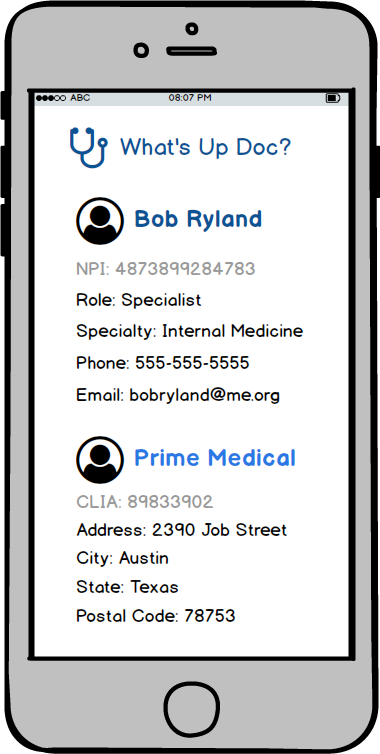 ABC 08:07 PM
What's Up Doc?
Bob Ryland
NPI: 4873899284783
Role: Specialist
Specialty: Internal Medicine
Phone: 555-555-5555
Email: bobryland@me.org
Prime Medical
CLIA: 89833902
Address: 2390 Job Street
City: Austin
State: Texas
Postal Code: 78753